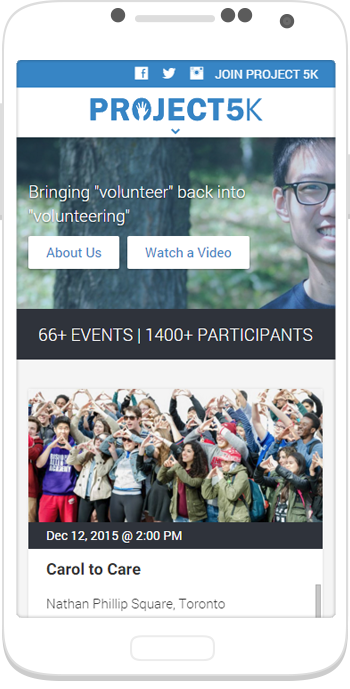 JOIN PROJECT 5K
PROJECT5K
Bringing "volunteer" back into
"volunteering"
About Us
Watch a Video
66+ EVENTS | 1400+ PARTICIPANTS
Dec 12, 2015 @ 2:00 PM
Carol to Care
Nathan Phillip Square, Toronto